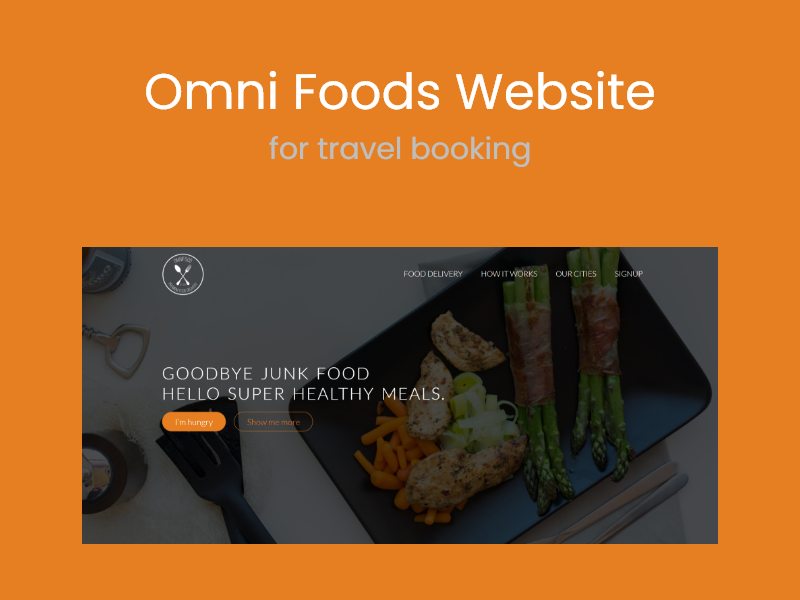 Omni Foods Website
for travel booking
FOOD DELIVERY HOW IT WORKS OUR CITIES SIGNUP
GOODBYE JUNK FOOD
HELLO SUPER HEALTHY MEALS.
I'm hungry Show me more